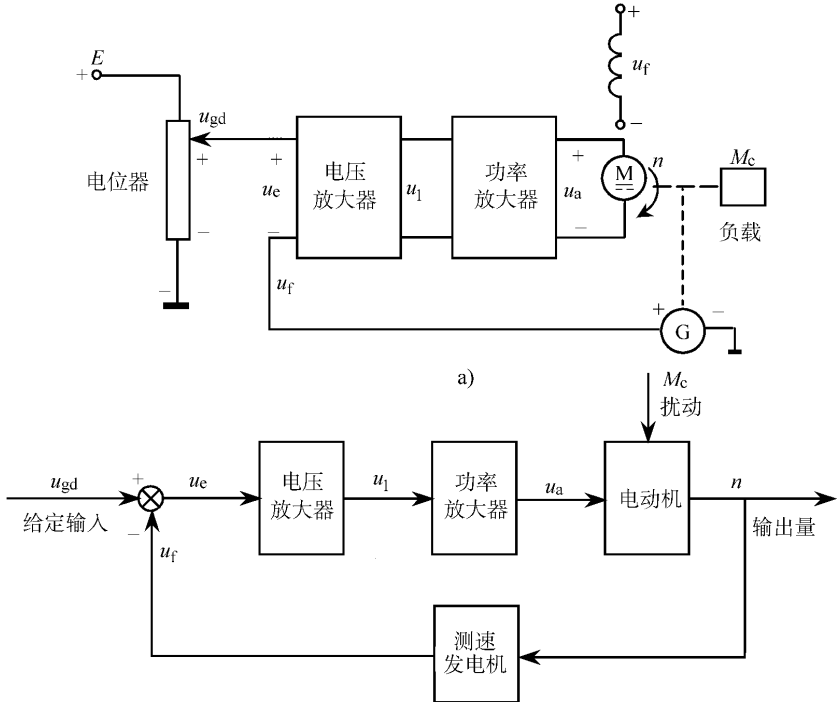 + E
u_gd
电位器
+
−
−
+
u_e
−
电压
放大器
u_1
功率
放大器
+
u_a
−
+
u_f
−
M
n
M_c
负载
u_f
+ G −
a)
M_c
扰动
u_gd
给定输入
+
−
u_e
电压
放大器
u_1
功率
放大器
u_a
电动机
n
输出量
u_f
测速
发电机